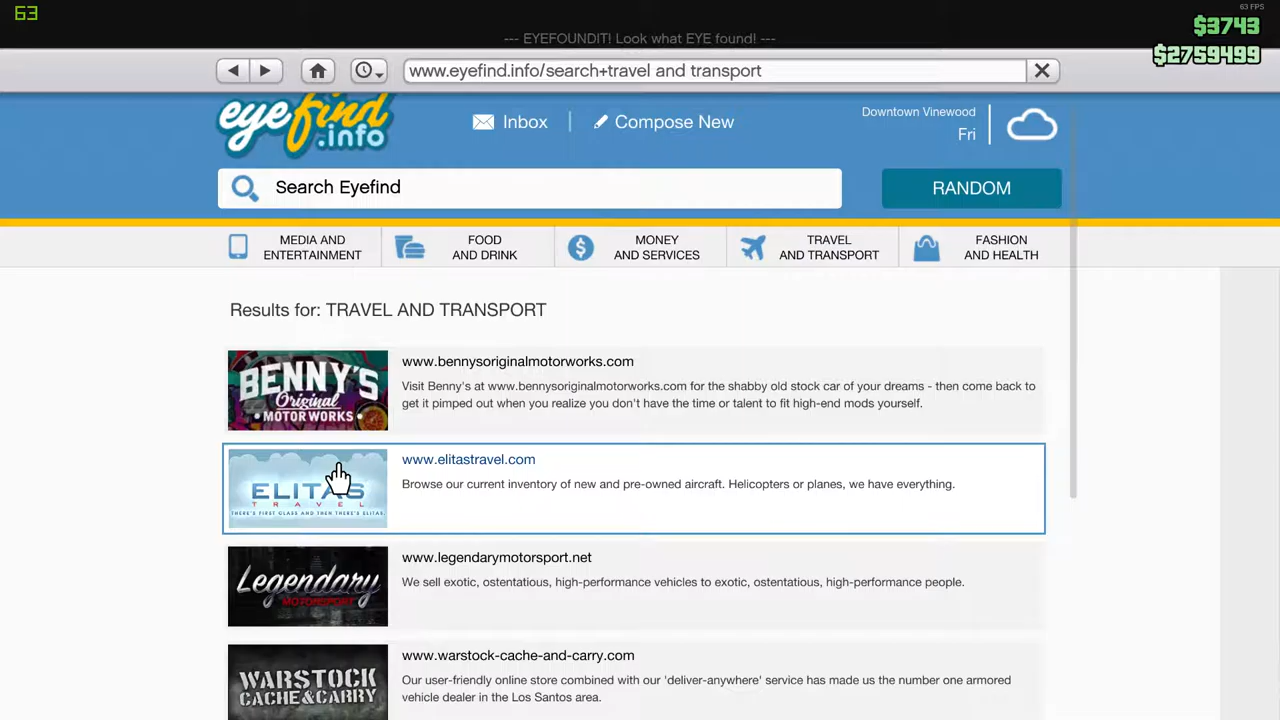 63
63 FPS
$3743
$2759499
--- EYEFOUNDIT! Look what EYE found! ---
www.eyefind.info/search+travel and transport
eyefind
.info
Inbox
Compose New
Downtown Vinewood
Fri
Search Eyefind
RANDOM
MEDIA AND
ENTERTAINMENT
FOOD
AND DRINK
MONEY
AND SERVICES
TRAVEL
AND TRANSPORT
FASHION
AND HEALTH
Results for: TRAVEL AND TRANSPORT
BENNY'S
Original
MOTOR WORKS
www.bennysoriginalmotorworks.com
Visit Benny's at www.bennysoriginalmotorworks.com for the shabby old stock car of your dreams - then come back to
get it pimped out when you realize you don't have the time or talent to fit high-end mods yourself.
ELITAS
TRAVEL
THERE'S FIRST CLASS AND THEN THERE'S ELITAS.
www.elitastravel.com
Browse our current inventory of new and pre-owned aircraft. Helicopters or planes, we have everything.
Legendary
MOTORSPORT
www.legendarymotorsport.net
We sell exotic, ostentatious, high-performance vehicles to exotic, ostentatious, high-performance people.
WARSTOCK
CACHE & CARRY
www.warstock-cache-and-carry.com
Our user-friendly online store combined with our 'deliver-anywhere' service has made us the number one armored
vehicle dealer in the Los Santos area.